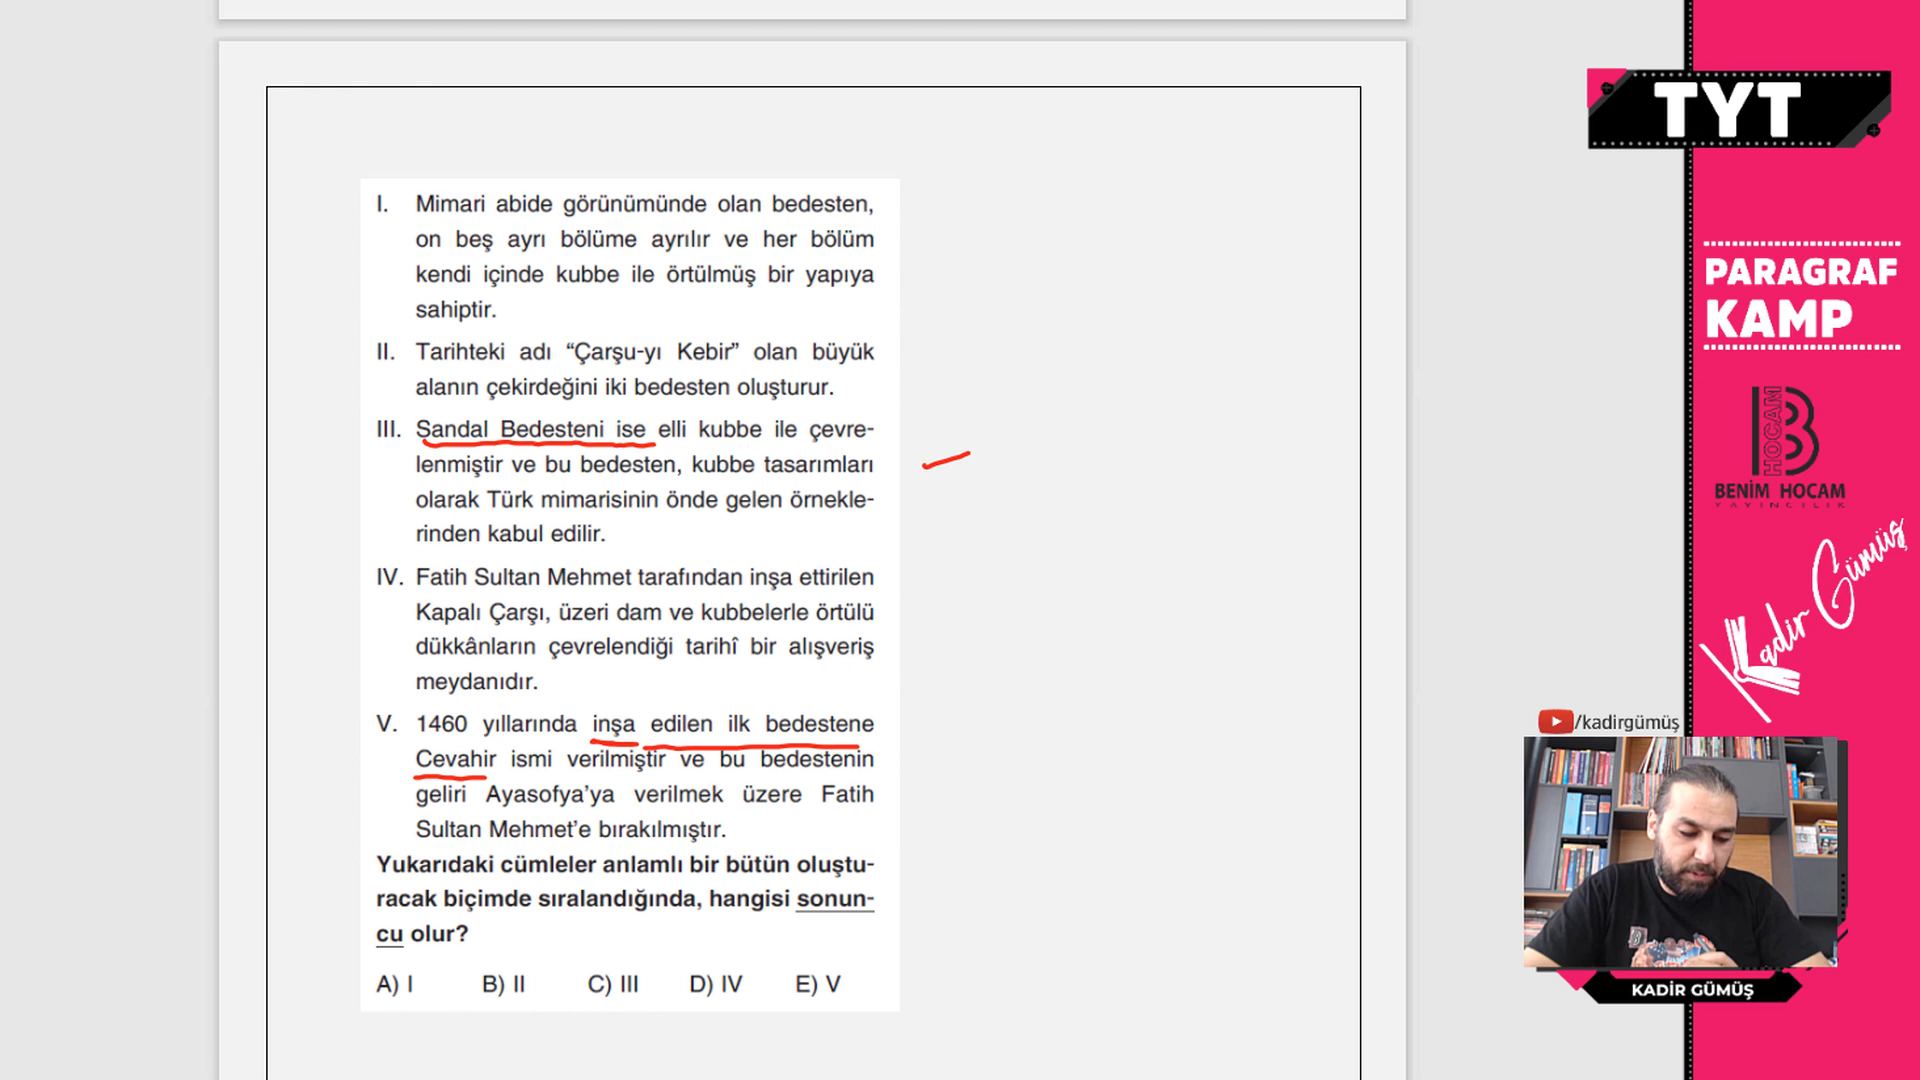 I. Mimari abide görünümünde olan bedesten,
on beş ayrı bölüme ayrılır ve her bölüm
kendi içinde kubbe ile örtülmüş bir yapıya
sahiptir.
II. Tarihteki adı “Çarşu-yı Kebir” olan büyük
alanın çekirdeğini iki bedesten oluşturur.
III. Sandal Bedesteni ise elli kubbe ile çevre-
lenmiştir ve bu bedesten, kubbe tasarımları
olarak Türk mimarisinin önde gelen örnekle-
rinden kabul edilir.
IV. Fatih Sultan Mehmet tarafından inşa ettirilen
Kapalı Çarşı, üzeri dam ve kubbelerle örtülü
dükkânların çevrelendiği tarihî bir alışveriş
meydanıdır.
V. 1460 yıllarında inşa edilen ilk bedestene
Cevahir ismi verilmiştir ve bu bedestenin
geliri Ayasofya’ya verilmek üzere Fatih
Sultan Mehmet’e bırakılmıştır.
Yukarıdaki cümleler anlamlı bir bütün oluştu-
racak biçimde sıralandığında, hangisi sonun-
cu olur?
A) I B) II C) III D) IV E) V
TYT
PARAGRAF
KAMP
B
HOCAM
BENİM HOCAM
YAYINCILIK
Kadir Gümüş
/kadirgümüş
KADİR GÜMÜŞ